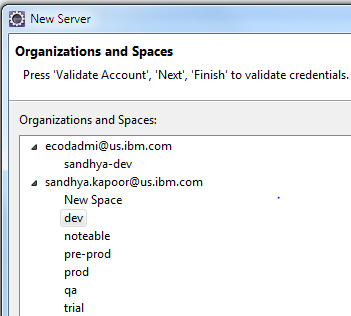 New Server
Organizations and Spaces
Press 'Validate Account', 'Next', 'Finish' to validate credentials.
Organizations and Spaces:
ecodadmi@us.ibm.com
sandhya-dev
sandhya.kapoor@us.ibm.com
New Space
dev
noteable
pre-prod
prod
qa
trial